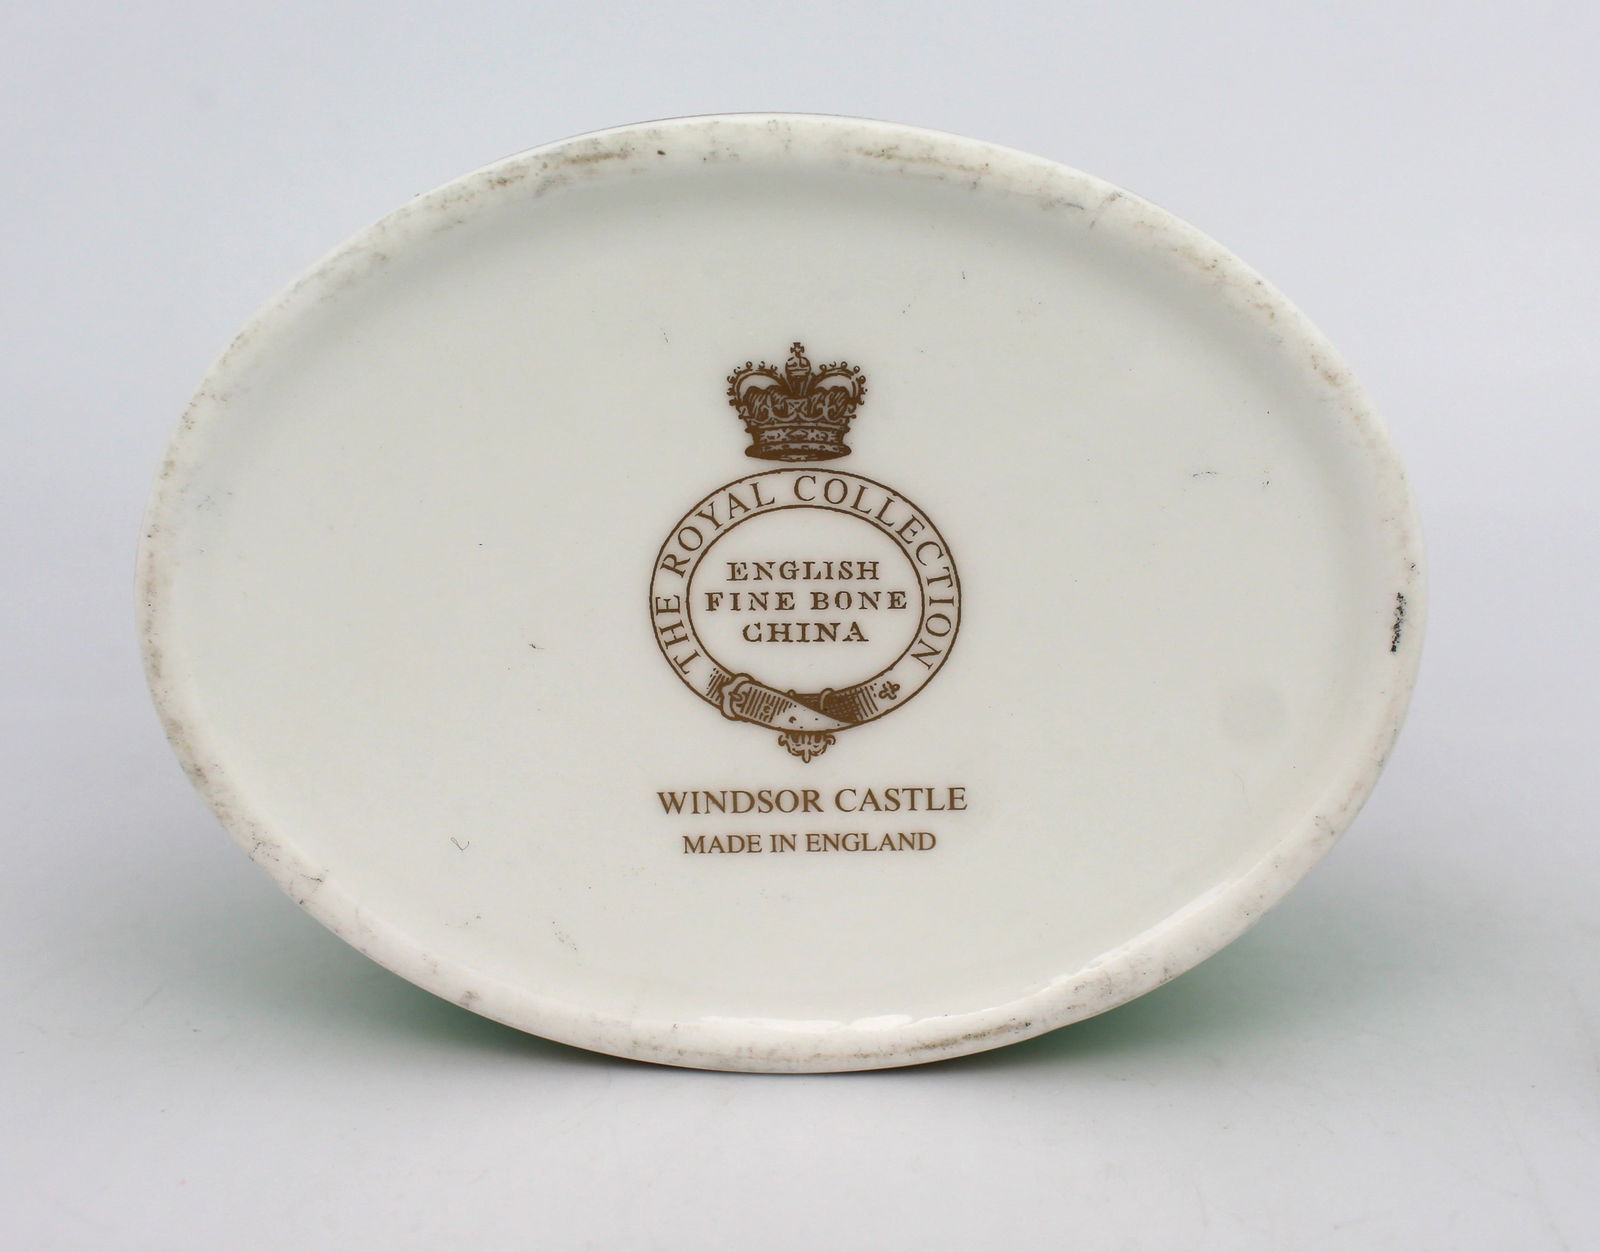 THE ROYAL COLLECTION
ENGLISH
FINE BONE
CHINA
WINDSOR CASTLE
MADE IN ENGLAND